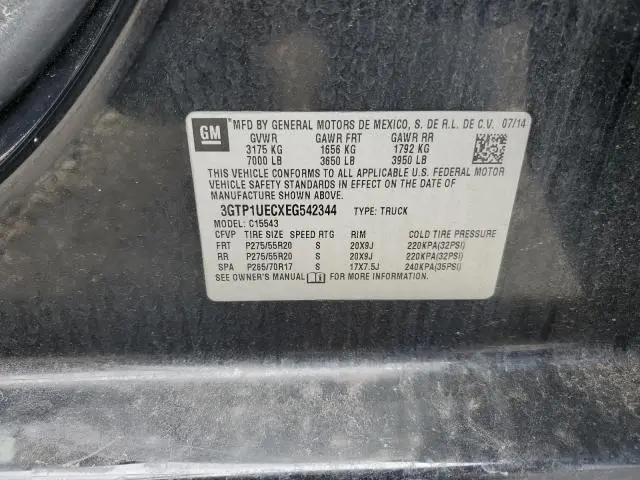 GM
MFD BY GENERAL MOTORS DE MEXICO, S. DE R.L. DE C.V. 07/14
GVWR GAWR FRT GAWR RR
3175 KG 1656 KG 1792 KG
7000 LB 3650 LB 3950 LB
THIS VEHICLE CONFORMS TO ALL APPLICABLE U.S. FEDERAL MOTOR
VEHICLE SAFETY STANDARDS IN EFFECT ON THE DATE OF
MANUFACTURE SHOWN ABOVE.
3GTP1UECXEG542344 TYPE: TRUCK
MODEL: C15543
CFVP TIRE SIZE SPEED RTG RIM COLD TIRE PRESSURE
FRT P275/55R20 S 20X9J 220KPA(32PSI)
RR P275/55R20 S 20X9J 220KPA(32PSI)
SPA P265/70R17 S 17X7.5J 240KPA(35PSI)
SEE OWNER'S MANUAL FOR MORE INFORMATION.